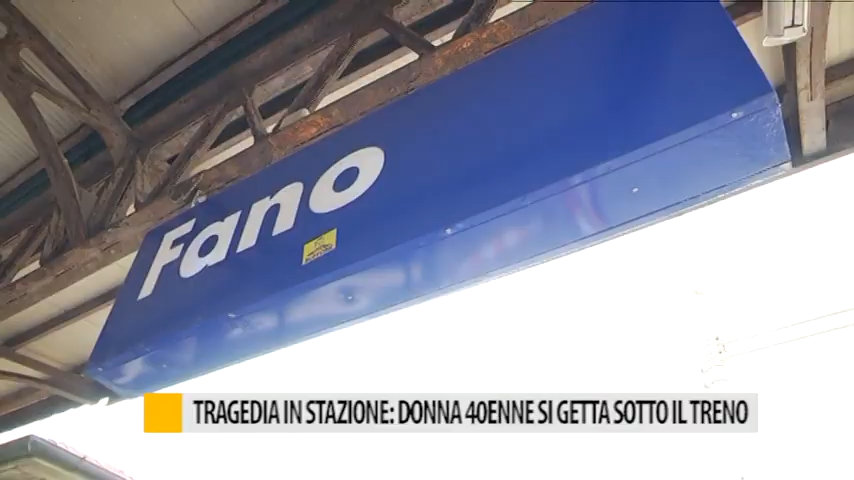 Fano
TRAGEDIA IN STAZIONE: DONNA 40ENNE SI GETTA SOTTO IL TRENO